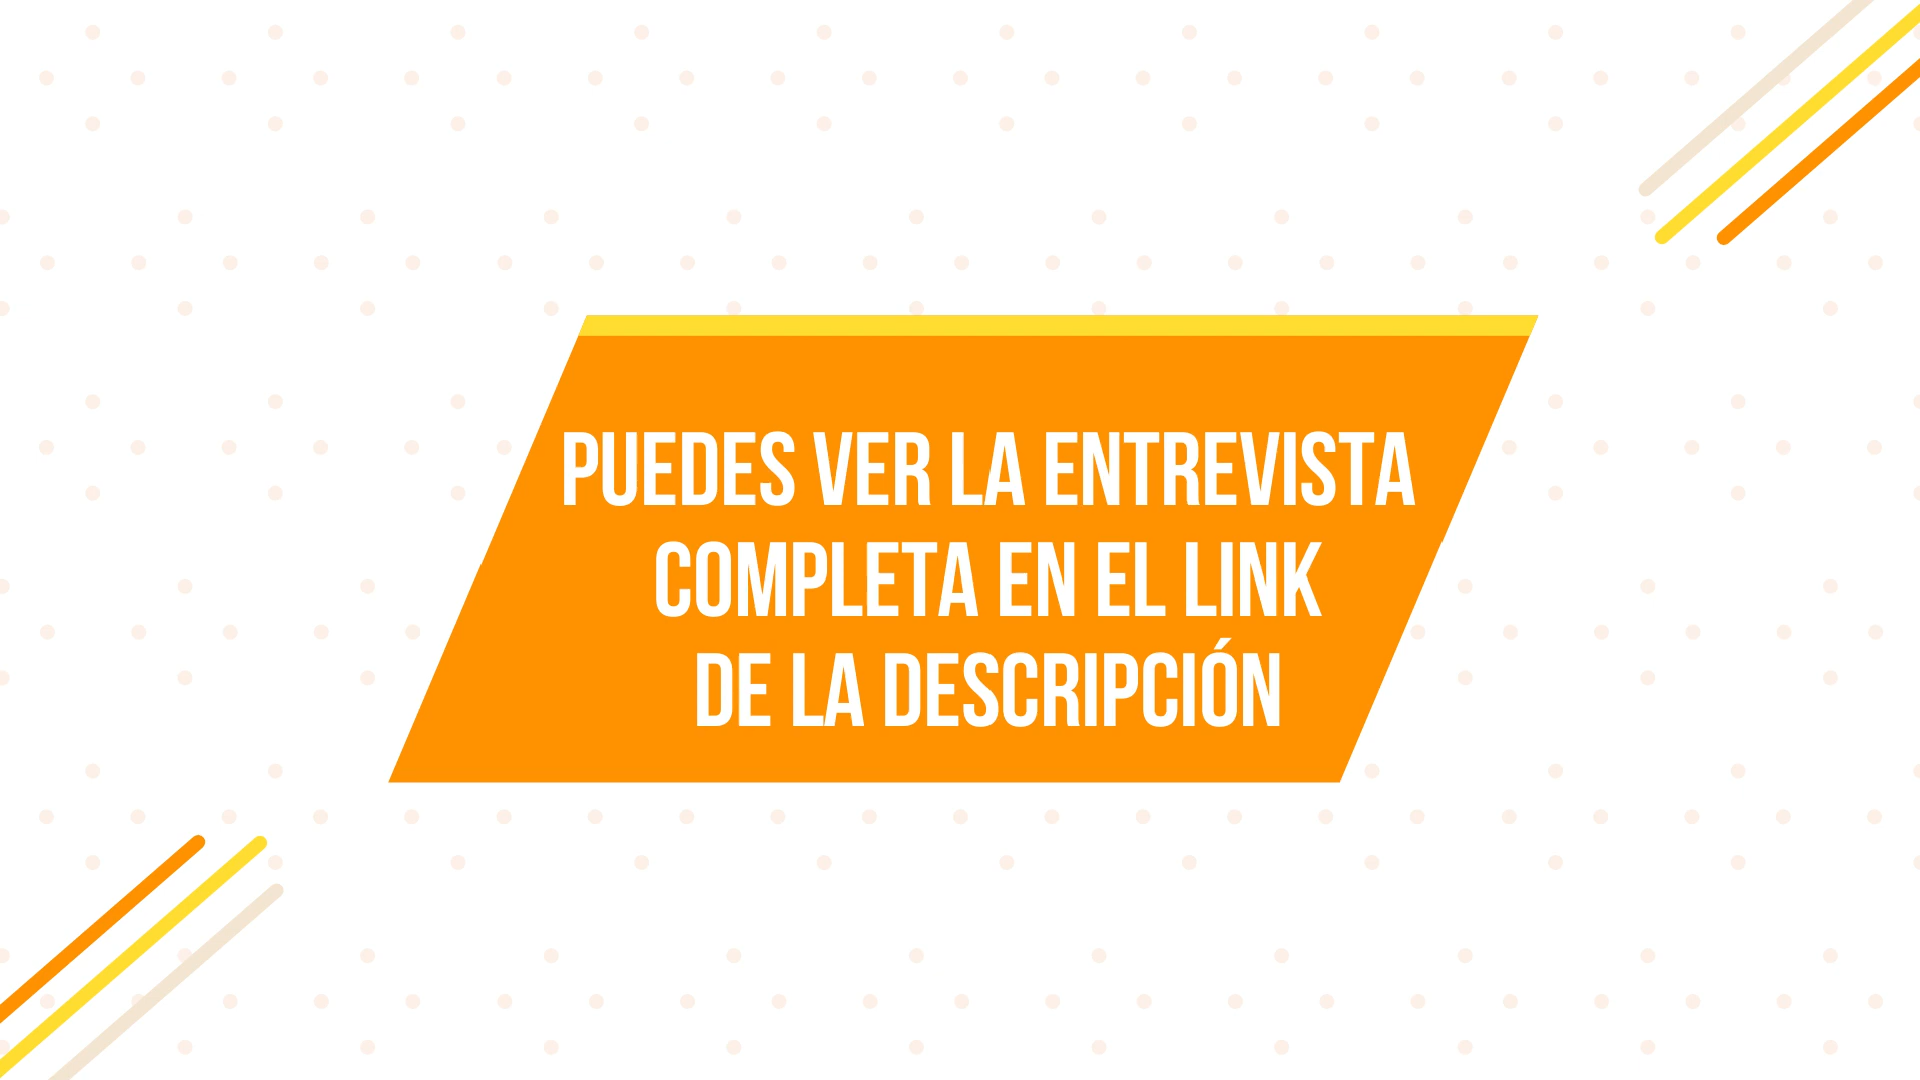 PUEDES VER LA ENTREVISTA
COMPLETA EN EL LINK
DE LA DESCRIPCIÓN